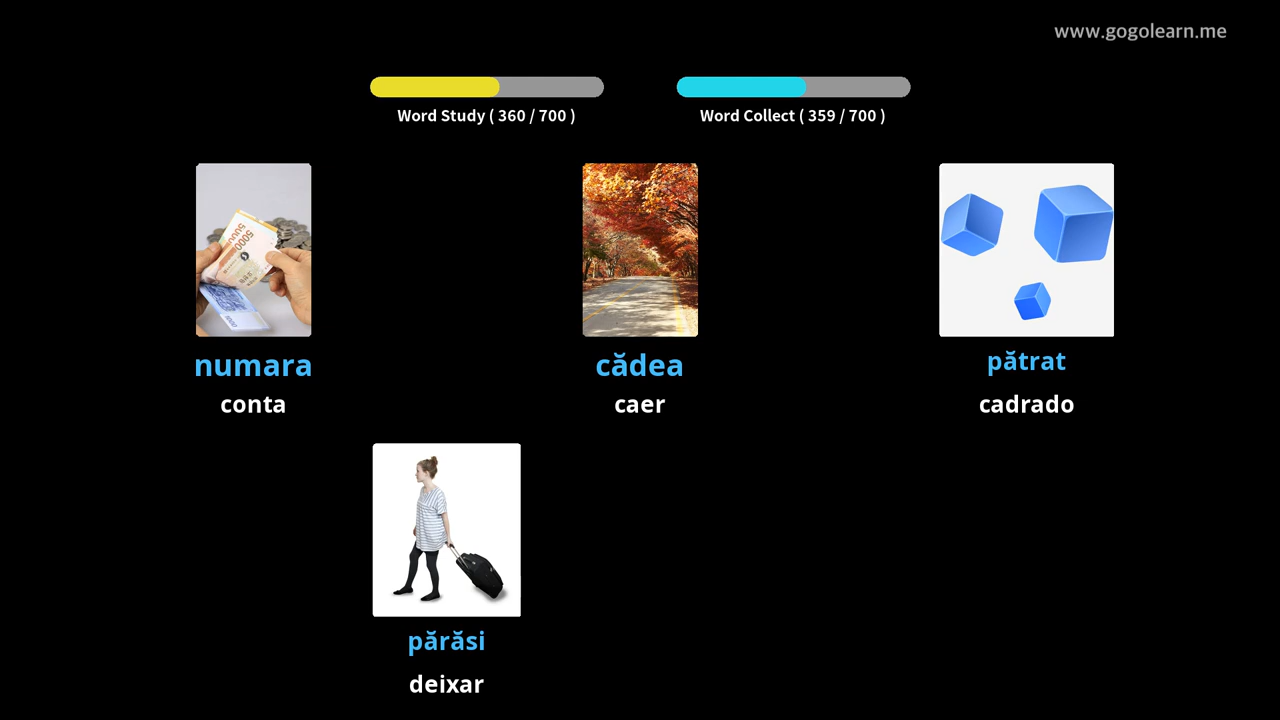 www.gogolearn.me
Word Study ( 360 / 700 )
Word Collect ( 359 / 700 )
numara
cădea
pătrat
conta
caer
cadrado
părăsi
deixar